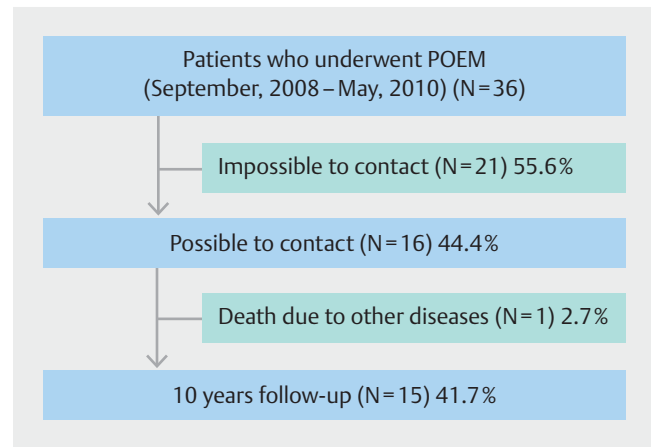 Patients who underwent POEM
(September, 2008 – May, 2010) (N = 36)
Impossible to contact (N = 21) 55.6 %
Possible to contact (N = 16) 44.4 %
Death due to other diseases (N = 1) 2.7 %
10 years follow-up (N = 15) 41.7 %